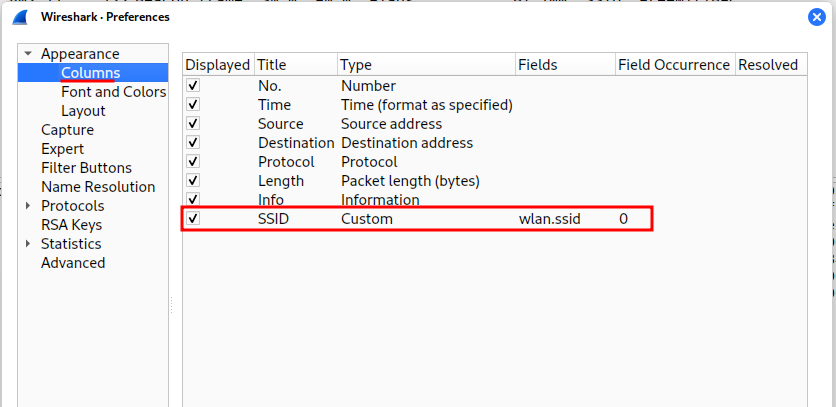 Wireshark · Preferences
Appearance
Columns
Font and Colors
Layout
Capture
Expert
Filter Buttons
Name Resolution
Protocols
RSA Keys
Statistics
Advanced
Displayed Title Type Fields Field Occurrence Resolved
No. Number
Time Time (format as specified)
Source Source address
Destination Destination address
Protocol Protocol
Length Packet length (bytes)
Info Information
SSID Custom wlan.ssid 0